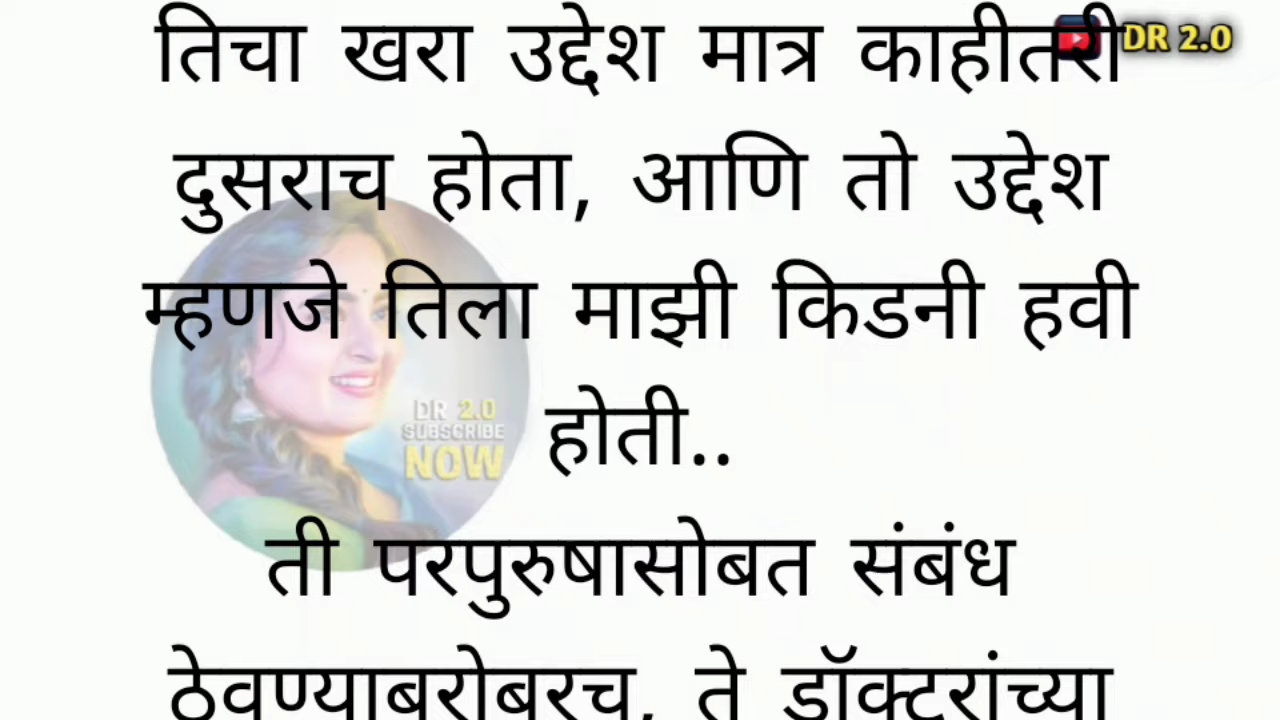 तिचा खरा उद्देश मात्र काहीतरी
DR 2.0
दुसराच होता, आणि तो उद्देश
म्हणजे तिला माझी किडनी हवी
होती..
DR 2.0
SUBSCRIBE
NOW
ती परपुरुषासोबत संबंध
ठेवण्याबरोबरच, ते डॉक्टरांच्या